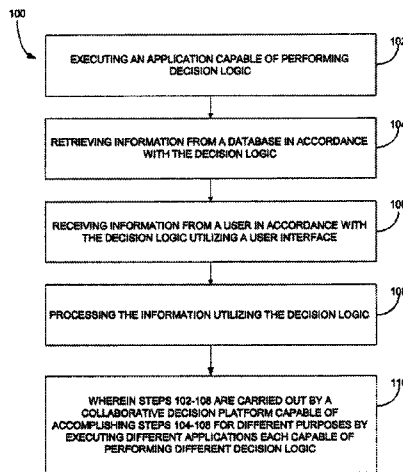 100
EXECUTING AN APPLICATION CAPABLE OF PERFORMING
DECISION LOGIC
102
RETRIEVING INFORMATION FROM A DATABASE IN ACCORDANCE
WITH THE DECISION LOGIC
RECEIVING INFORMATION FROM A USER IN ACCORDANCE WITH
THE DECISION LOGIC UTILIZING A USER INTERFACE
PROCESSING THE INFORMATION UTILIZING THE DECISION LOGIC
WHEREIN STEPS 102-108 ARE CARRIED OUT BY A
COLLABORATIVE DECISION PLATFORM CAPABLE OF
ACCOMPLISHING STEPS 104-108 FOR DIFFERENT PURPOSES BY
EXECUTING DIFFERENT APPLICATIONS EACH CAPABLE OF
PERFORMING DIFFERENT DECISION LOGIC